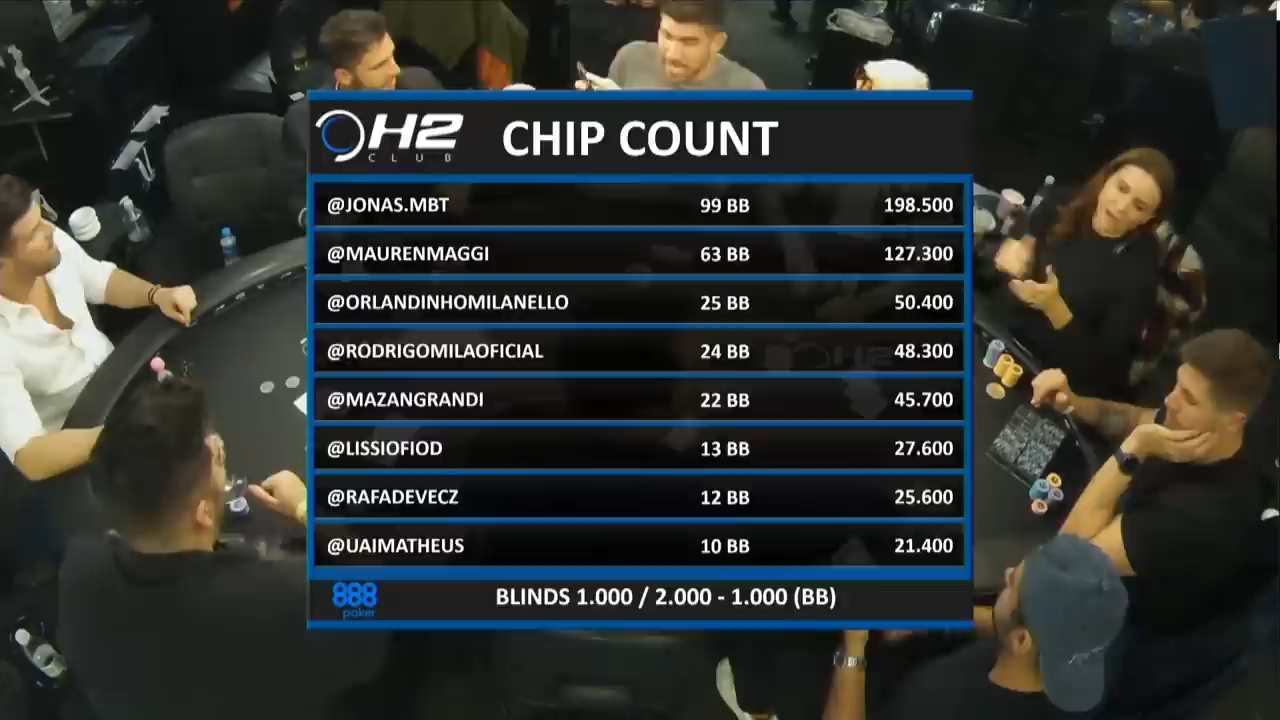 H2 CLUB CHIP COUNT
@JONAS.MBT 99 BB 198.500
@MAURENMAGGI 63 BB 127.300
@ORLANDINHOMILANELLO 25 BB 50.400
@RODRIGOMILAOFICIAL 24 BB 48.300
@MAZANGRANDI 22 BB 45.700
@LISSIOFIOD 13 BB 27.600
@RAFADEVECZ 12 BB 25.600
@UAIMATHEUS 10 BB 21.400
888 poker BLINDS 1.000 / 2.000 - 1.000 (BB)